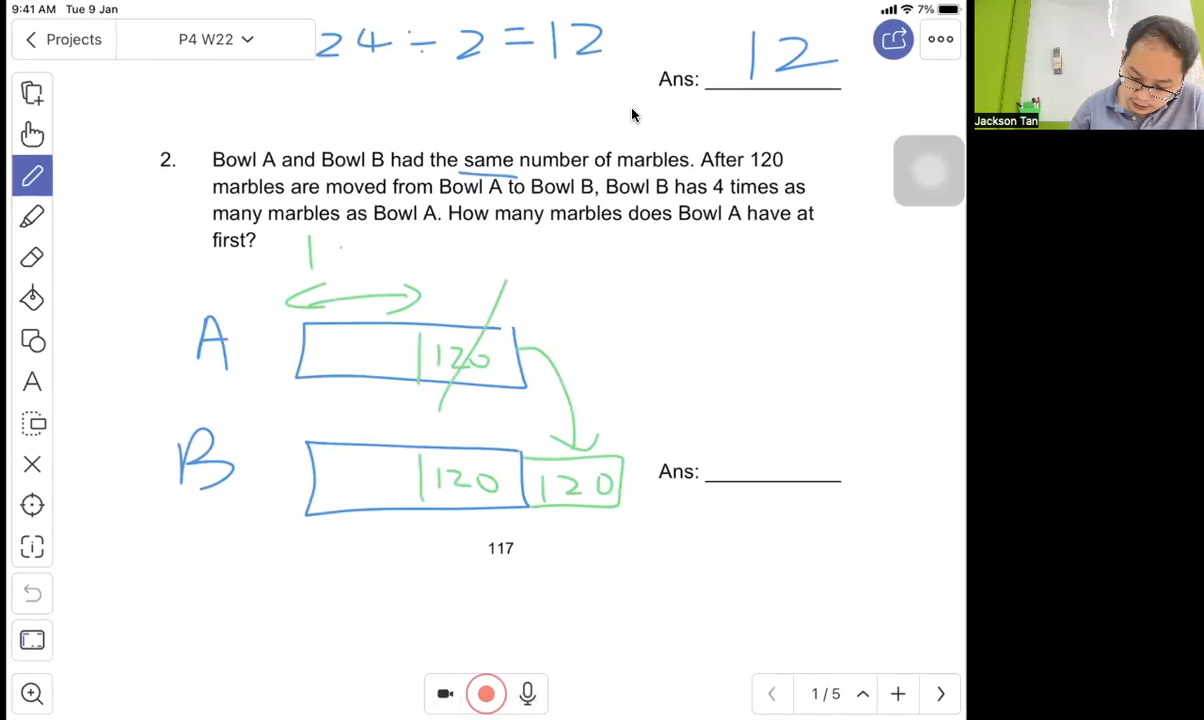 9:41 AM Tue 9 Jan
7%
Projects
P4 W22
24 ÷ 2 = 12
Ans: 12
Jackson Tan
2. Bowl A and Bowl B had the same number of marbles. After 120
marbles are moved from Bowl A to Bowl B, Bowl B has 4 times as
many marbles as Bowl A. How many marbles does Bowl A have at
first?
1
A
120
B
120 120
Ans:
117
A
1/5